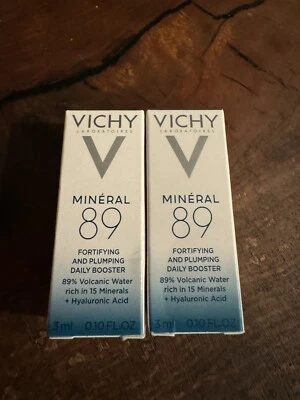 VICHY
LABORATOIRES
V
MINÉRAL
89
FORTIFYING
AND PLUMPING
DAILY BOOSTER
89% Volcanic Water
rich in 15 Minerals
+ Hyaluronic Acid
3 ml 0.10 FL.OZ
VICHY
LABORATOIRES
V
MINÉRAL
89
FORTIFYING
AND PLUMPING
DAILY BOOSTER
89% Volcanic Water
rich in 15 Minerals
+ Hyaluronic Acid
3 ml 0.10 FL.OZ